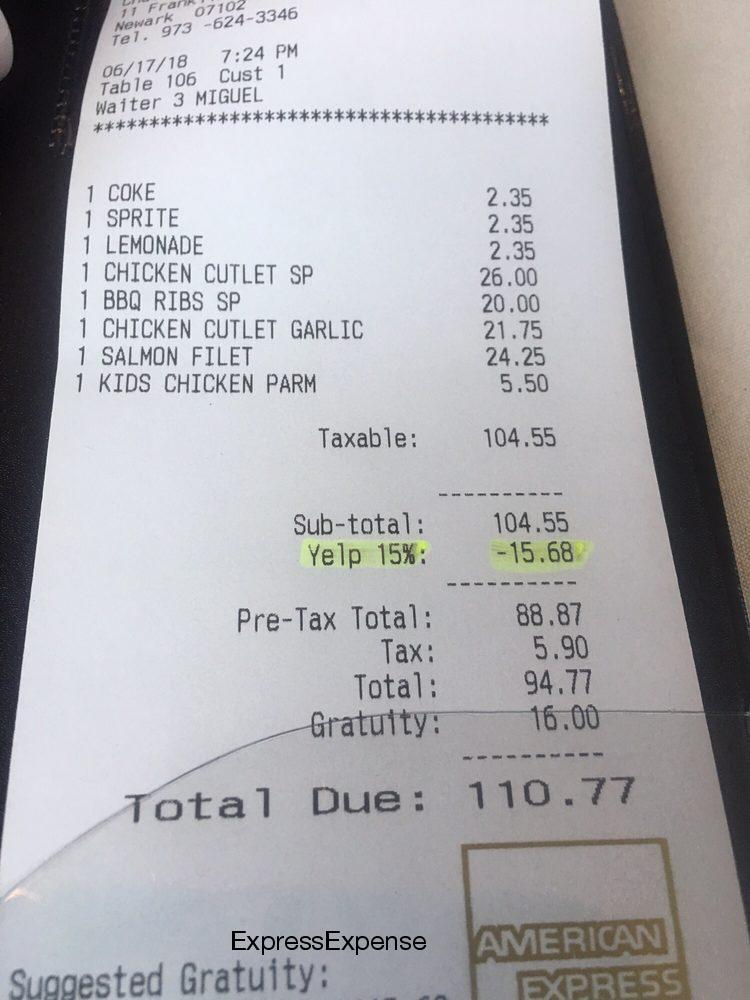 11 Frank
Newark 07102
Tel. 973 -624-3346
06/17/18 7:24 PM
Table 106 Cust 1
Waiter 3 MIGUEL
*****************************************
1 COKE 2.35
1 SPRITE 2.35
1 LEMONADE 2.35
1 CHICKEN CUTLET SP 26.00
1 BBQ RIBS SP 20.00
1 CHICKEN CUTLET GARLIC 21.75
1 SALMON FILET 24.25
1 KIDS CHICKEN PARM 5.50
Taxable: 104.55
-----------
Sub-total: 104.55
Yelp 15%: -15.68
-----------
Pre-Tax Total: 88.87
Tax: 5.90
Total: 94.77
Gratuity: 16.00
-----------
Total Due: 110.77
AMERICAN
EXPRESS
ExpressExpense
Suggested Gratuity: